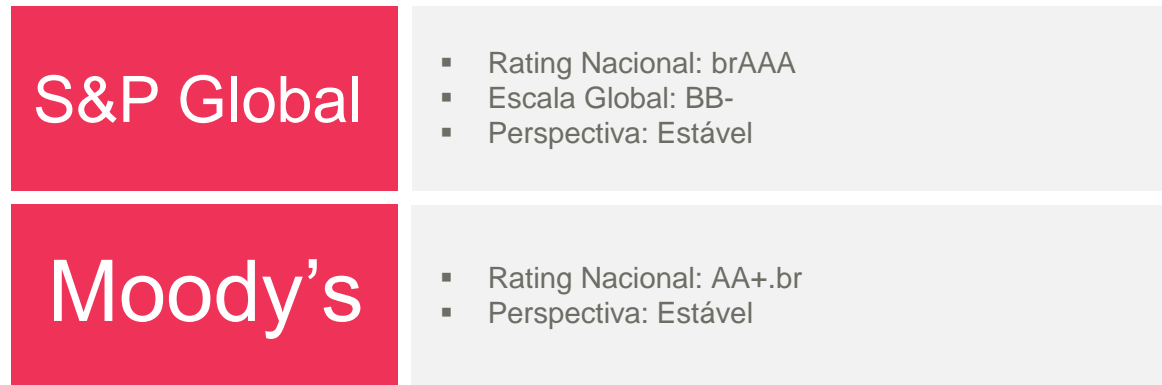 S&P Global
▪ Rating Nacional: brAAA
▪ Escala Global: BB-
▪ Perspectiva: Estável
Moody’s
▪ Rating Nacional: AA+.br
▪ Perspectiva: Estável